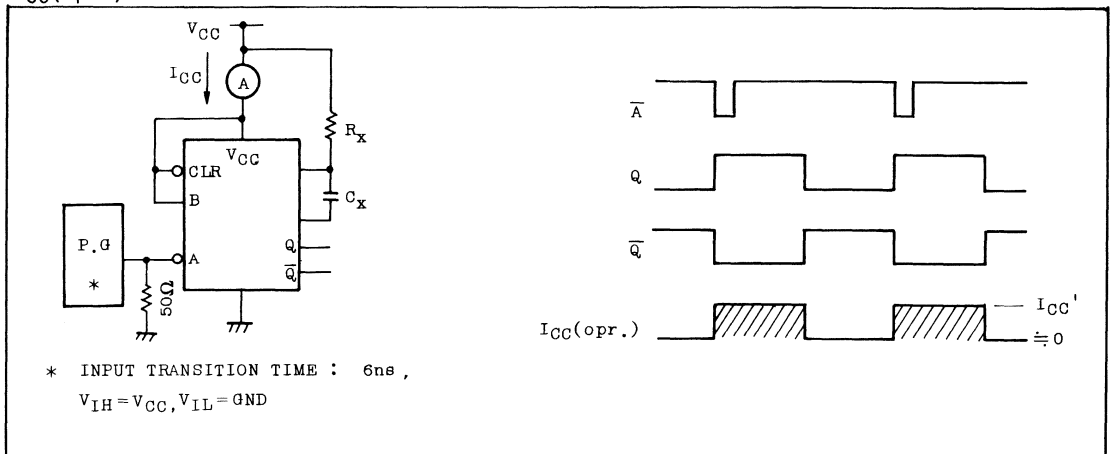 VCC
ICC
A
RX
VCC
CLR
B
CX
P.G
*
A
Q
Q̅
50Ω
* INPUT TRANSITION TIME : 6ns ,
VIH=VCC, VIL=GND
A̅
Q
Q̅
ICC'
ICC(opr.)
≒0